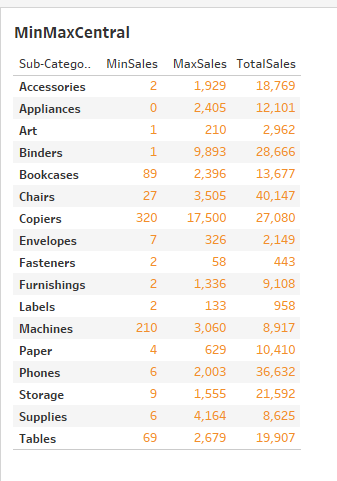 MinMaxCentral
Sub-Catego.. MinSales MaxSales TotalSales
Accessories 2 1,929 18,769
Appliances 0 2,405 12,101
Art 1 210 2,962
Binders 1 9,893 28,666
Bookcases 89 2,396 13,677
Chairs 27 3,505 40,147
Copiers 320 17,500 27,080
Envelopes 7 326 2,149
Fasteners 2 58 443
Furnishings 2 1,336 9,108
Labels 2 133 958
Machines 210 3,060 8,917
Paper 4 629 10,410
Phones 6 2,003 36,632
Storage 9 1,555 21,592
Supplies 6 4,164 8,625
Tables 69 2,679 19,907